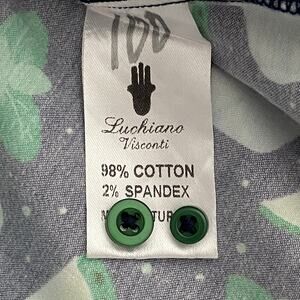 100
Luchiano
Visconti
98% COTTON
2% SPANDEX